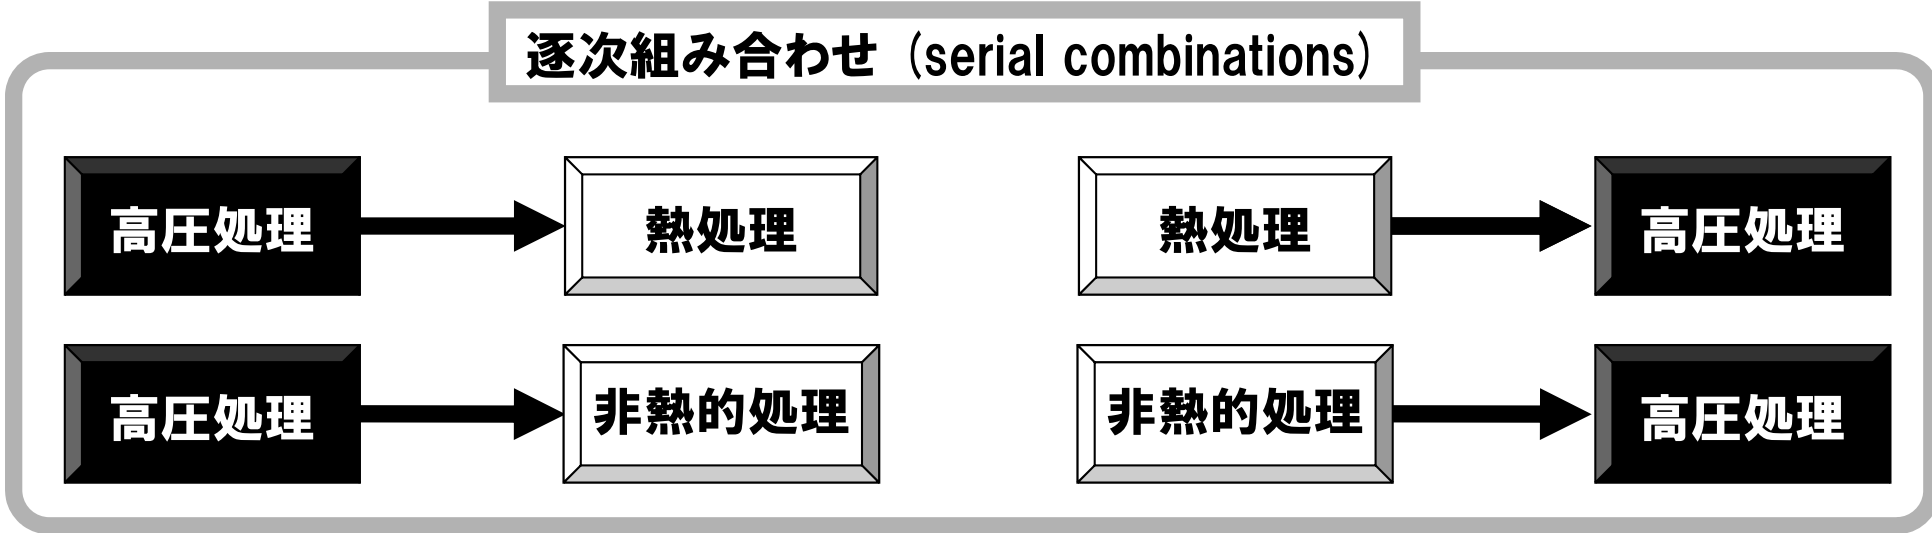 逐次組み合わせ（serial combinations）
高圧処理
熱処理
熱処理
高圧処理
高圧処理
非熱的処理
非熱的処理
高圧処理